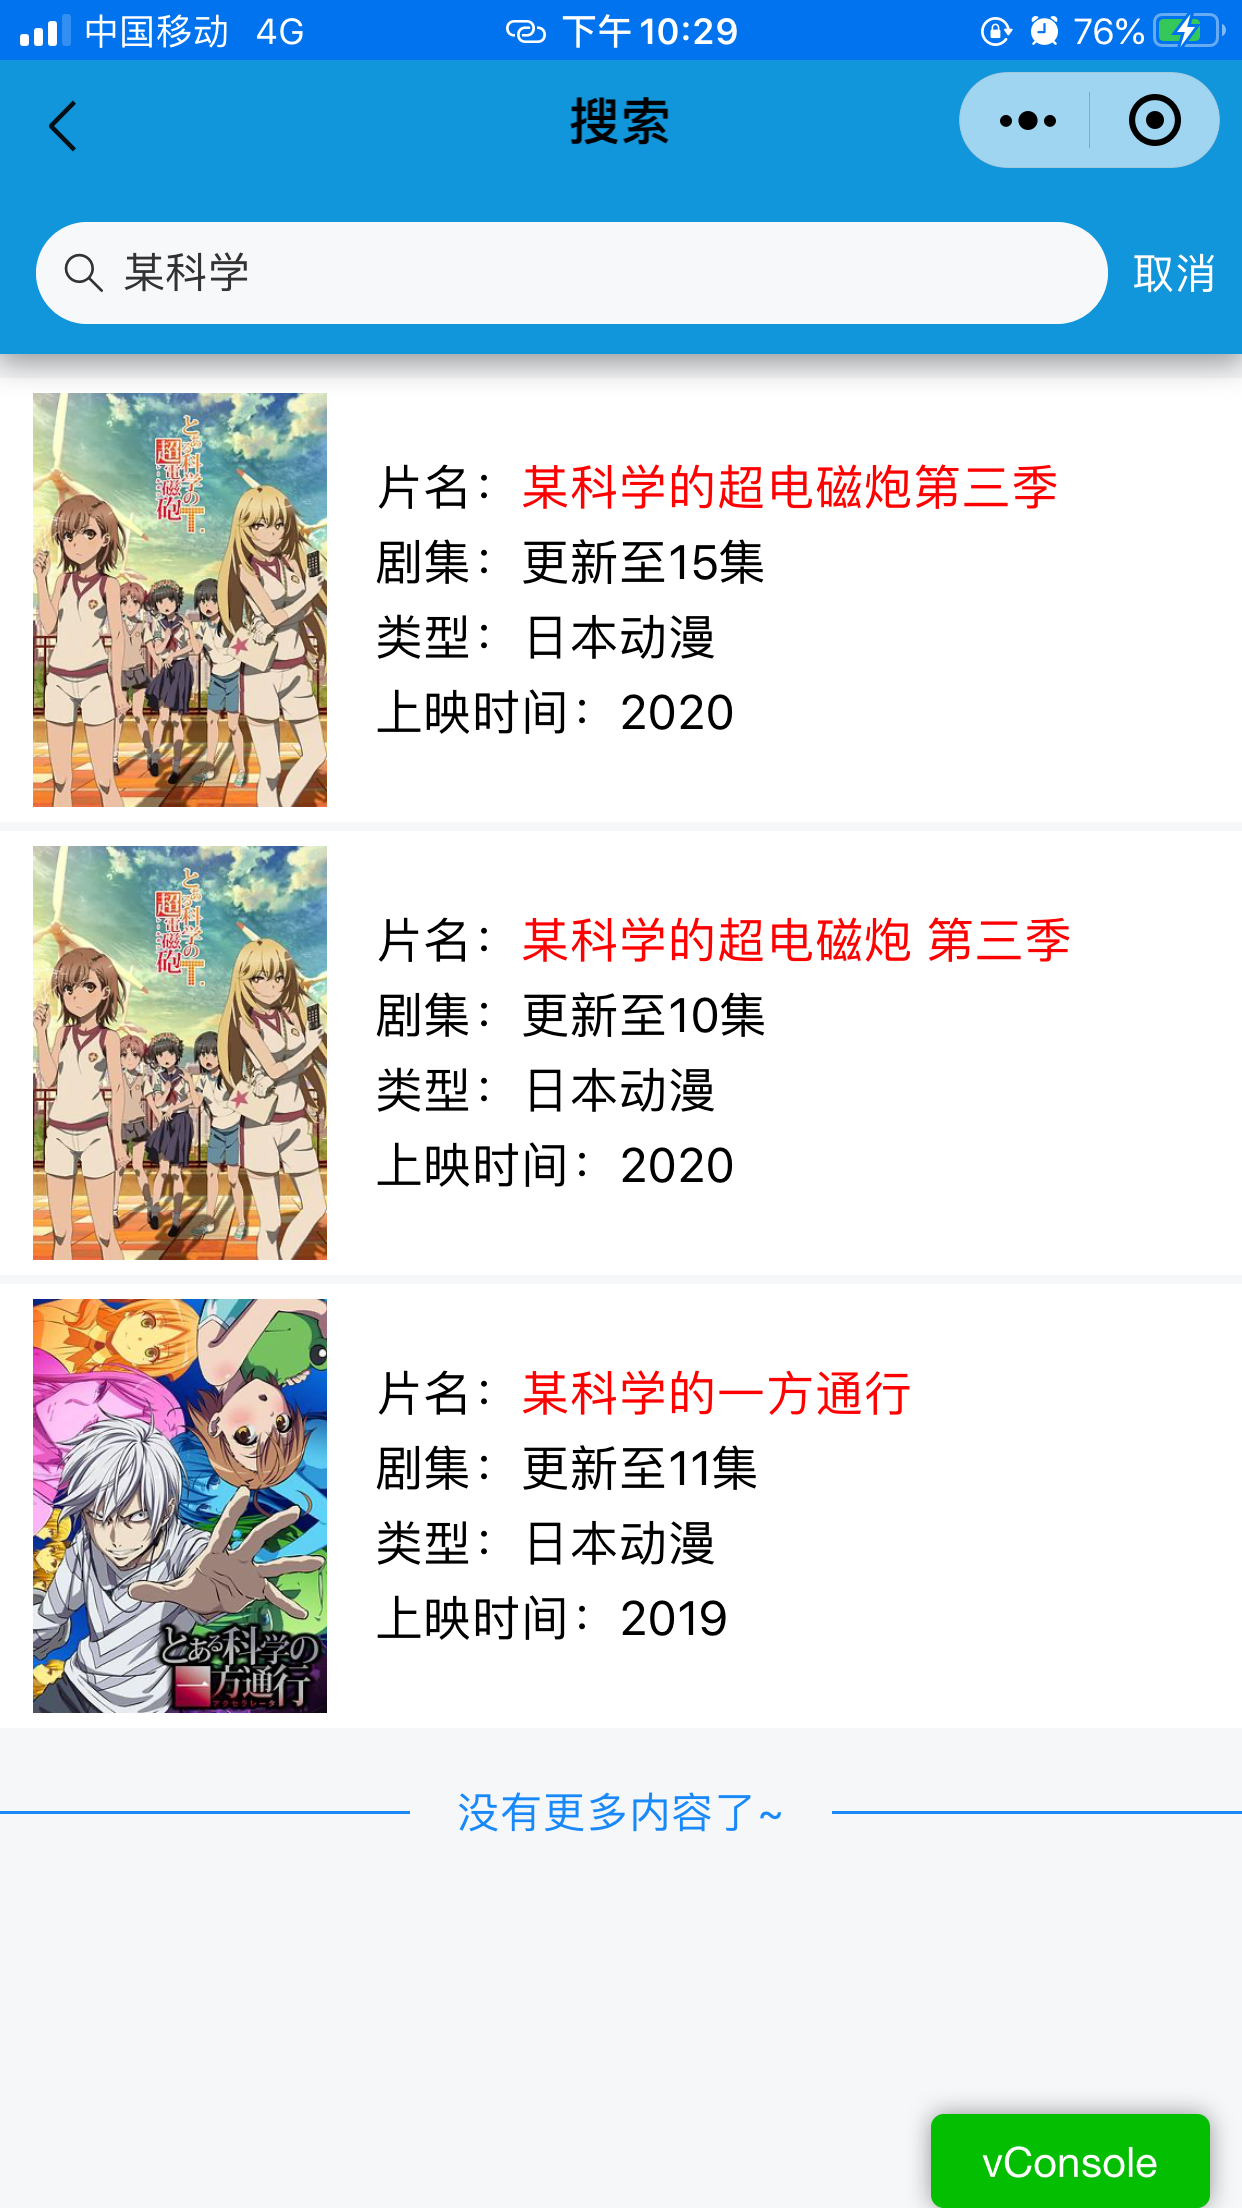 中国移动 4G 下午10:29 76%
搜索
某科学 取消
とある科学の
超電磁砲T.
片名：某科学的超电磁炮第三季
剧集：更新至15集
类型：日本动漫
上映时间：2020
とある科学の
超電磁砲T.
片名：某科学的超电磁炮 第三季
剧集：更新至10集
类型：日本动漫
上映时间：2020
とある科学の
一方通行
アクセラレータ
片名：某科学的一方通行
剧集：更新至11集
类型：日本动漫
上映时间：2019
没有更多内容了~
vConsole